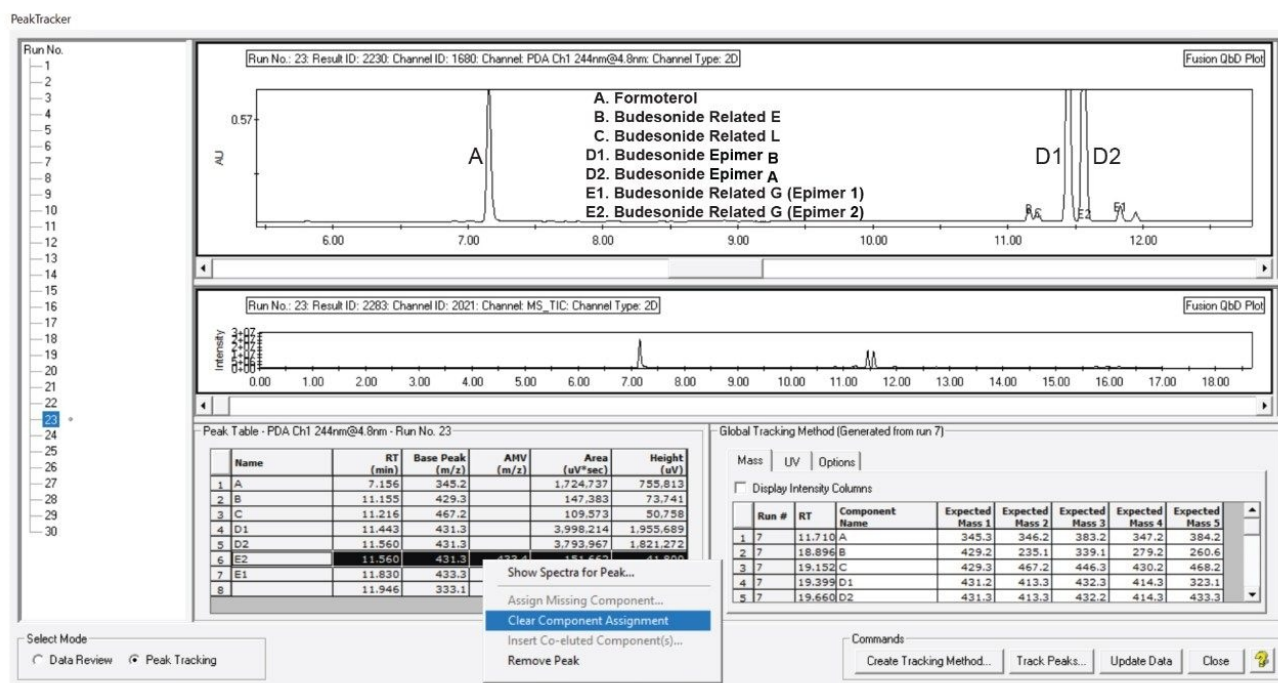 PeakTracker
Run No.
1
2
3
4
5
6
7
8
9
10
11
12
13
14
15
16
17
18
19
20
21
22
23
24
25
26
27
28
29
30
Run No.: 23: Result ID: 2230: Channel ID: 1680: Channel: PDA Ch1 244nm@4.8nm: Channel Type: 2D
Fusion QbD Plot
0.57
AU
A. Formoterol
B. Budesonide Related E
C. Budesonide Related L
D1. Budesonide Epimer B
D2. Budesonide Epimer A
E1. Budesonide Related G (Epimer 1)
E2. Budesonide Related G (Epimer 2)
A
D1
D2
B
C
E2
E1
6.00 7.00 8.00 9.00 10.00 11.00 12.00
Run No.: 23: Result ID: 2283: Channel ID: 2021: Channel: MS_TIC: Channel Type: 2D
Fusion QbD Plot
Intensity
0.00 1.00 2.00 3.00 4.00 5.00 6.00 7.00 8.00 9.00 10.00 11.00 12.00 13.00 14.00 15.00 16.00 17.00 18.00
Peak Table - PDA Ch1 244nm@4.8nm - Run No. 23
Name RT (min) Base Peak (m/z) AMV (m/z) Area (uV*sec) Height (uV)
1 A 7.156 345.2 1,724,737 755,813
2 B 11.155 429.3 147,383 73,741
3 C 11.216 467.2 109,573 50,758
4 D1 11.443 431.3 3,998,214 1,955,689
5 D2 11.560 431.3 3,793,967 1,821,272
6 E2 11.560 431.3
7 E1 11.830 433.3
8 11.946 333.1
Show Spectra for Peak...
Assign Missing Component...
Clear Component Assignment
Insert Co-eluted Component(s)...
Remove Peak
Global Tracking Method (Generated from run 7)
Mass UV Options
Display Intensity Columns
Run # RT Component Name Expected Mass 1 Expected Mass 2 Expected Mass 3 Expected Mass 4 Expected Mass 5
1 7 11.710 A 345.3 346.2 383.2 347.2 384.2
2 7 18.896 B 429.2 235.1 339.1 279.2 260.6
3 7 19.152 C 429.3 467.2 446.3 430.2 468.2
4 7 19.399 D1 431.2 413.3 432.3 414.3 323.1
5 7 19.660 D2 431.3 413.3 432.2 414.3 433.3
Select Mode
Data Review Peak Tracking
Commands
Create Tracking Method... Track Peaks... Update Data Close ?